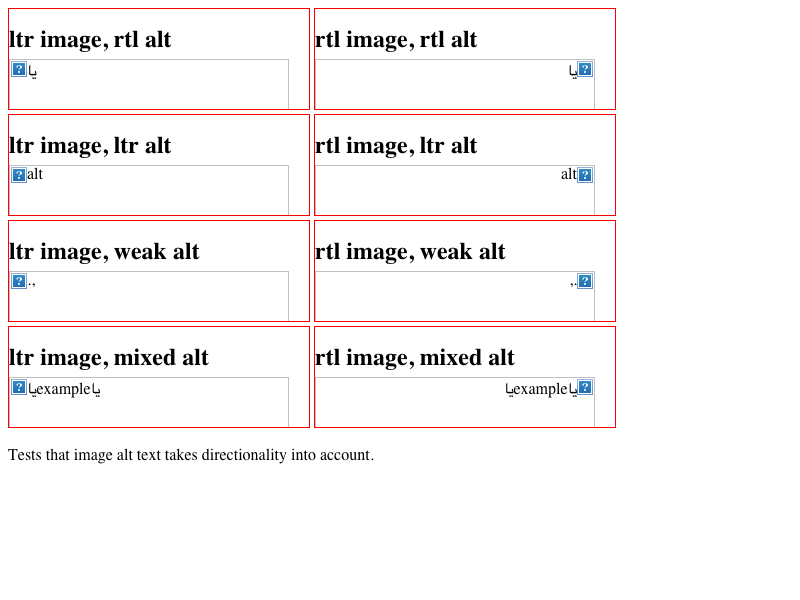 ltr image, rtl alt
يا
rtl image, rtl alt
يا
ltr image, ltr alt
alt
rtl image, ltr alt
alt
ltr image, weak alt
.,
rtl image, weak alt
.,
ltr image, mixed alt
ياexampleيا
rtl image, mixed alt
ياexampleيا
Tests that image alt text takes directionality into account.